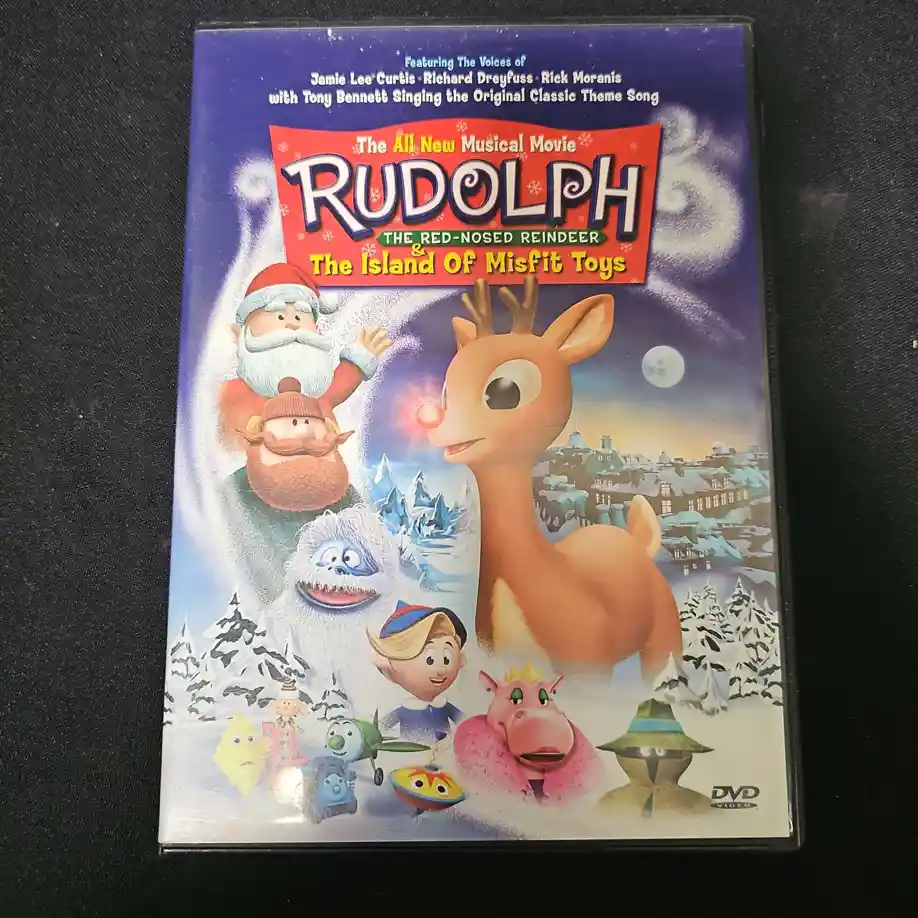 Featuring The Voices of
Jamie Lee Curtis • Richard Dreyfuss • Rick Moranis
with Tony Bennett Singing the Original Classic Theme Song
The All New Musical Movie
RUDOLPH
THE RED-NOSED REINDEER
&
The Island Of Misfit Toys
DVD
VIDEO